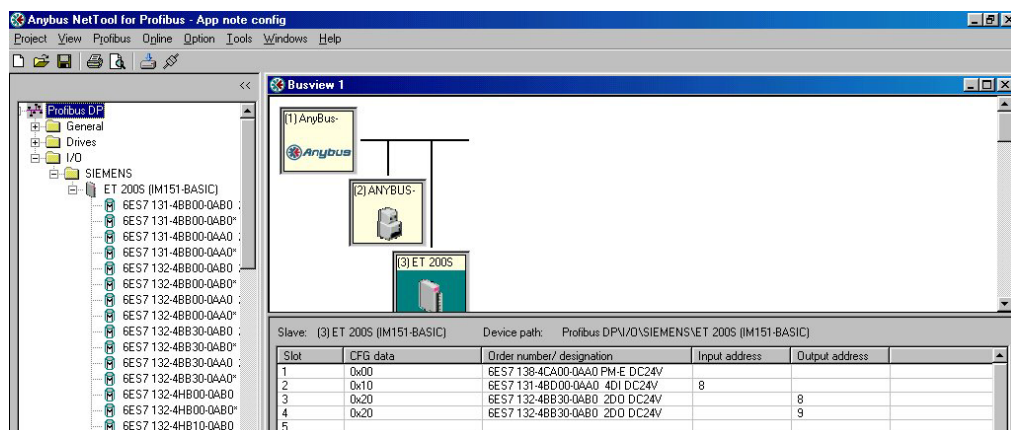 Anybus NetTool for Profibus - App note config
Project View Profibus Online Option Tools Windows Help
<<
Profibus DP
General
Drives
I/O
SIEMENS
ET 200S (IM151-BASIC)
6ES7 131-4BB00-0AB0
6ES7 131-4BB00-0AB0*
6ES7 131-4BB00-0AA0
6ES7 131-4BB00-0AA0*
6ES7 132-4BB00-0AB0
6ES7 132-4BB00-0AB0*
6ES7 132-4BB00-0AA0
6ES7 132-4BB00-0AA0*
6ES7 132-4BB30-0AB0
6ES7 132-4BB30-0AB0*
6ES7 132-4BB30-0AA0
6ES7 132-4BB30-0AA0*
6ES7 132-4HB00-0AB0
6ES7 132-4HB00-0AB0*
6ES7 132-4HB10-0AB0
Busview 1
(1) AnyBus-
Anybus
(2) ANYBUS-
(3) ET 200S
Slave: (3) ET 200S (IM151-BASIC) Device path: Profibus DP\I/O\SIEMENS\ET 200S (IM151-BASIC)
Slot CFG data Order number/ designation Input address Output address
1 0x00 6ES7 138-4CA00-0AA0 PM-E DC24V
2 0x10 6ES7 131-4BD00-0AA0 4DI DC24V 8
3 0x20 6ES7 132-4BB30-0AB0 2DO DC24V 8
4 0x20 6ES7 132-4BB30-0AB0 2DO DC24V 9
5